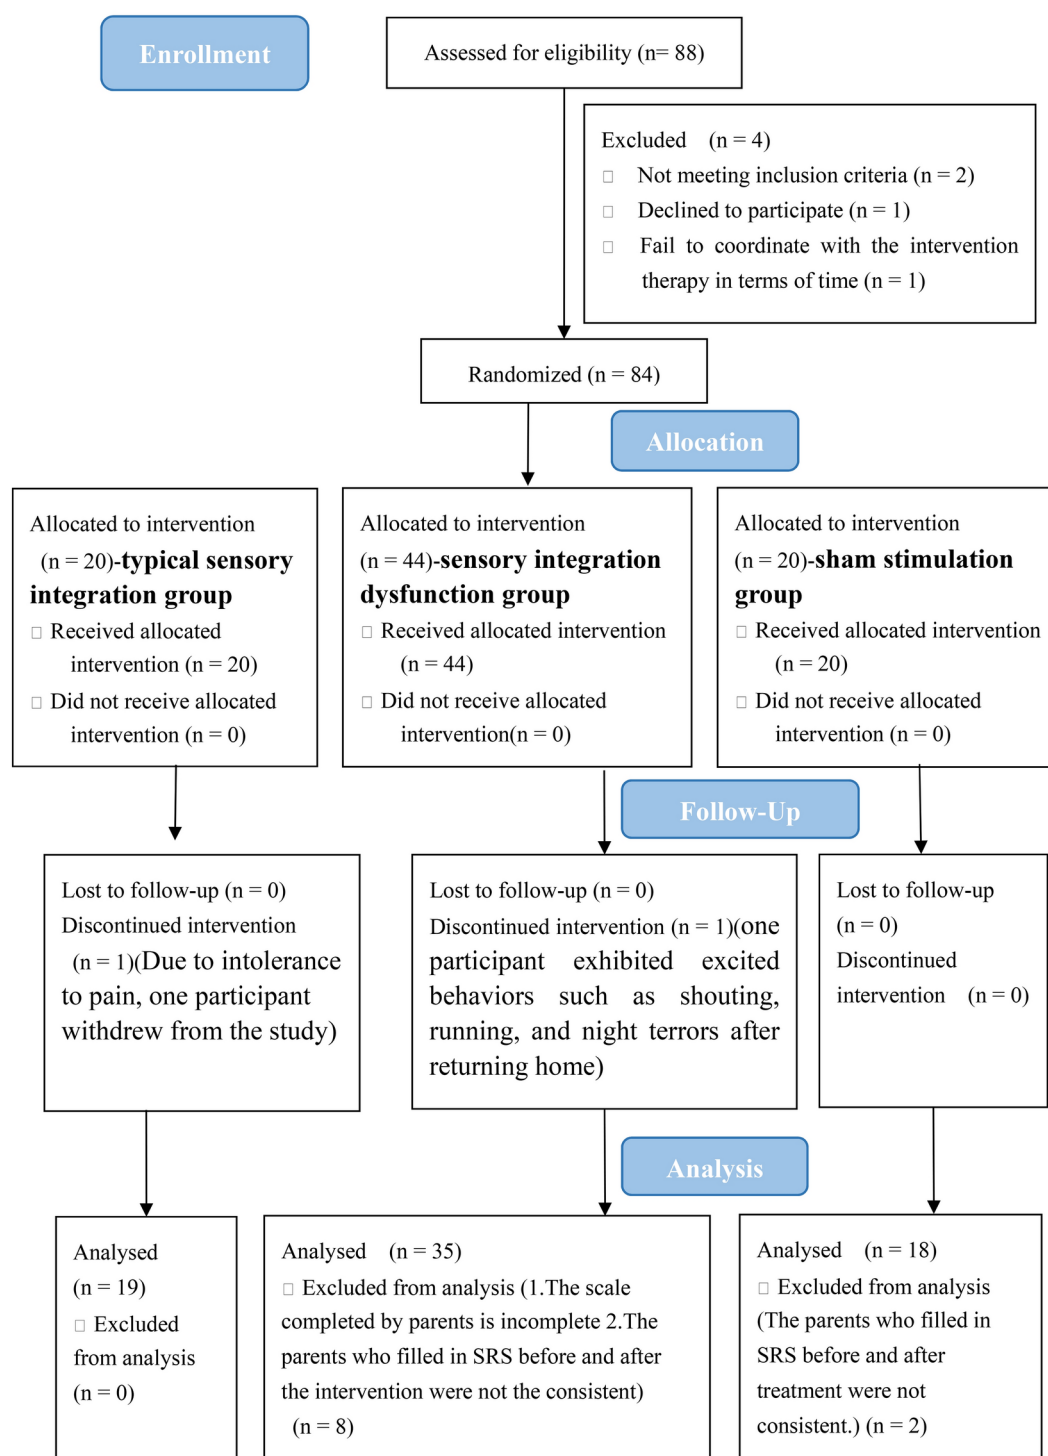 Enrollment
Assessed for eligibility (n= 88)
Excluded (n = 4)
□ Not meeting inclusion criteria (n = 2)
□ Declined to participate (n = 1)
□ Fail to coordinate with the intervention
therapy in terms of time (n = 1)
Randomized (n = 84)
Allocation
Allocated to intervention
(n = 20)-typical sensory
integration group
□ Received allocated
intervention (n = 20)
□ Did not receive allocated
intervention (n = 0)
Allocated to intervention
(n = 44)-sensory integration
dysfunction group
□ Received allocated intervention
(n = 44)
□ Did not receive allocated
intervention(n = 0)
Allocated to intervention
(n = 20)-sham stimulation
group
□ Received allocated intervention
(n = 20)
□ Did not receive allocated
intervention (n = 0)
Follow-Up
Lost to follow-up (n = 0)
Discontinued intervention
(n = 1)(Due to intolerance
to pain, one participant
withdrew from the study)
Lost to follow-up (n = 0)
Discontinued intervention (n = 1)(one
participant exhibited excited
behaviors such as shouting,
running, and night terrors after
returning home)
Lost to follow-up
(n = 0)
Discontinued
intervention (n = 0)
Analysis
Analysed
(n = 19)
□ Excluded
from analysis
(n = 0)
Analysed (n = 35)
□ Excluded from analysis (1.The scale
completed by parents is incomplete 2.The
parents who filled in SRS before and after
the intervention were not the consistent)
(n = 8)
Analysed (n = 18)
□ Excluded from analysis
(The parents who filled in
SRS before and after
treatment were not
consistent.) (n = 2)